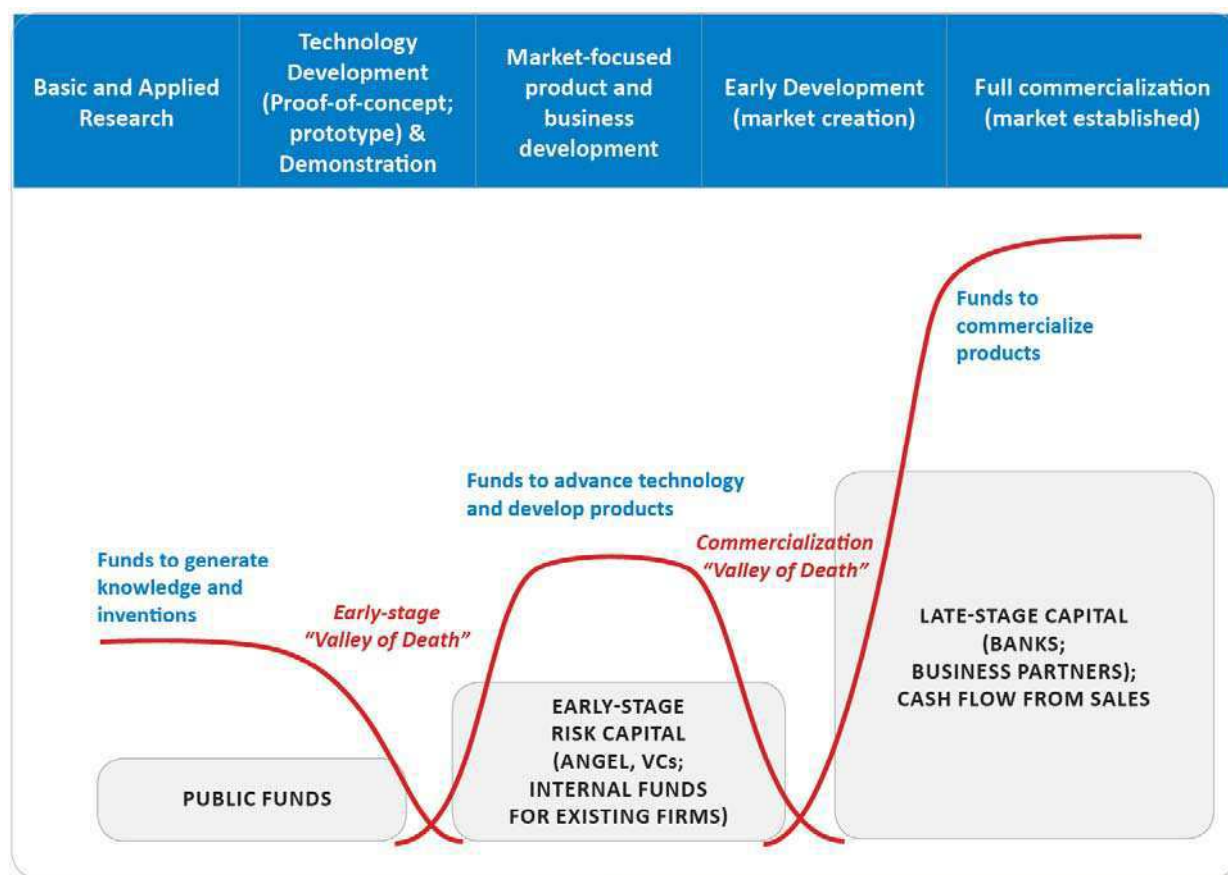 Basic and Applied
Research
Technology
Development
(Proof-of-concept;
prototype) &
Demonstration
Market-focused
product and
business
development
Early Development
(market creation)
Full commercialization
(market established)
Funds to
commercialize
products
Funds to advance technology
and develop products
Commercialization
“Valley of Death”
Funds to generate
knowledge and
inventions
Early-stage
“Valley of Death”
LATE-STAGE CAPITAL
(BANKS;
BUSINESS PARTNERS);
CASH FLOW FROM SALES
EARLY-STAGE
RISK CAPITAL
(ANGEL, VCs;
INTERNAL FUNDS
FOR EXISTING FIRMS)
PUBLIC FUNDS